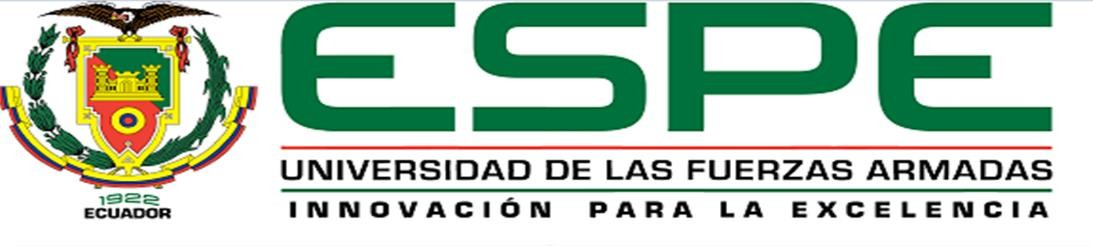 ESPE
UNIVERSIDAD DE LAS FUERZAS ARMADAS
INNOVACIÓN PARA LA EXCELENCIA
1922
ECUADOR